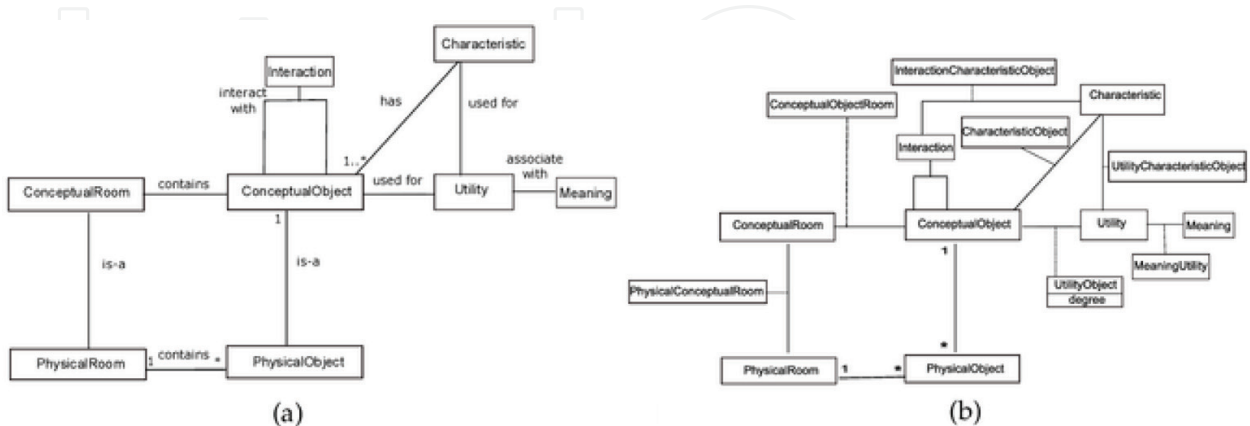 Characteristic
Interaction
interact
with
has
used for
1..*
associate
with
ConceptualRoom
contains
ConceptualObject
used for
Utility
Meaning
1
is-a
is-a
PhysicalRoom
1
contains
*
PhysicalObject
(a)
InteractionCharacteristicObject
ConceptualObjectRoom
Characteristic
CharacteristicObject
Interaction
UtilityCharacteristicObject
ConceptualRoom
ConceptualObject
Utility
Meaning
1
MeaningUtility
PhysicalConceptualRoom
UtilityObject
degree
*
PhysicalRoom
1
*
PhysicalObject
(b)